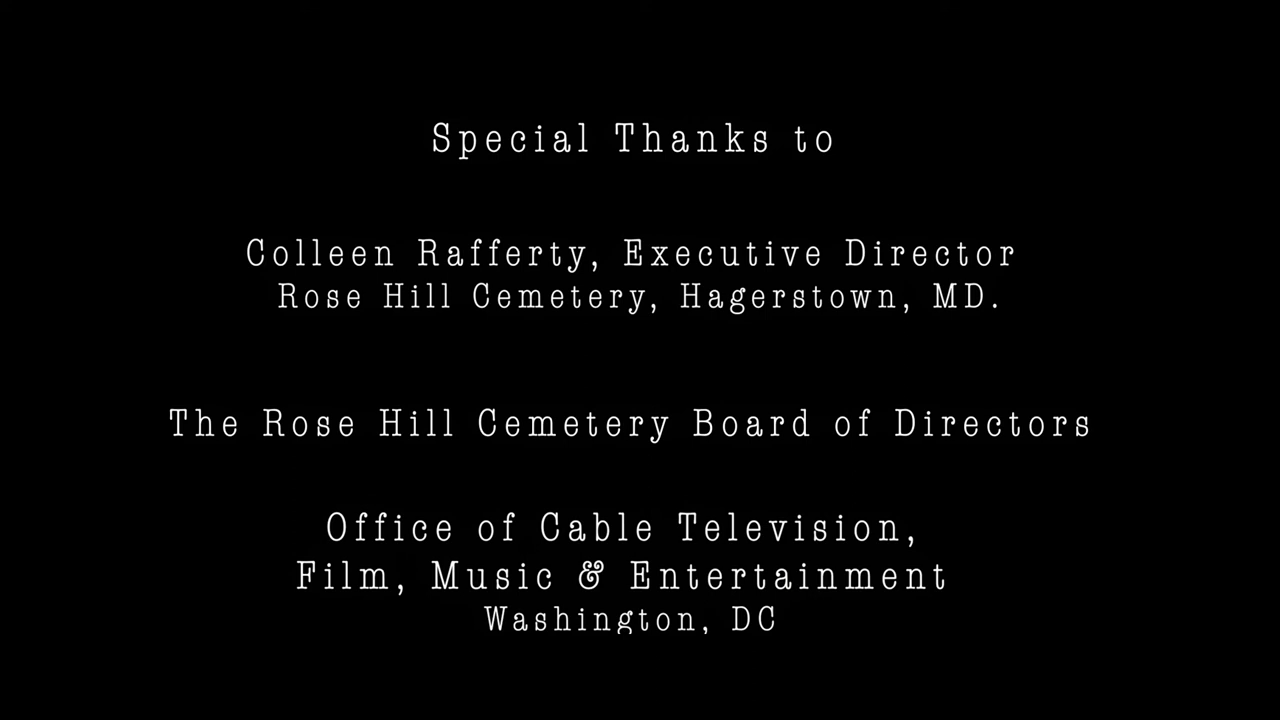 Special Thanks to
Colleen Rafferty, Executive Director
Rose Hill Cemetery, Hagerstown, MD.
The Rose Hill Cemetery Board of Directors
Office of Cable Television,
Film, Music & Entertainment
Washington, DC